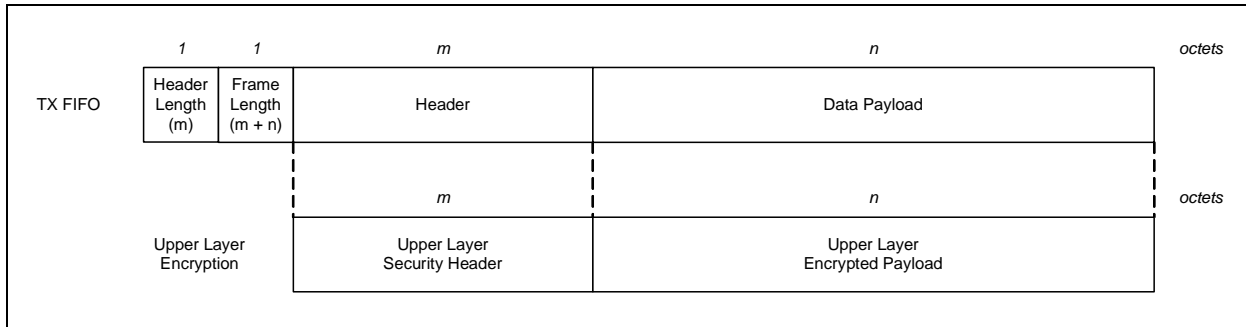 1 1 m n octets
TX FIFO
Header
Length
(m)
Frame
Length
(m + n)
Header
Data Payload
m n octets
Upper Layer
Encryption
Upper Layer
Security Header
Upper Layer
Encrypted Payload